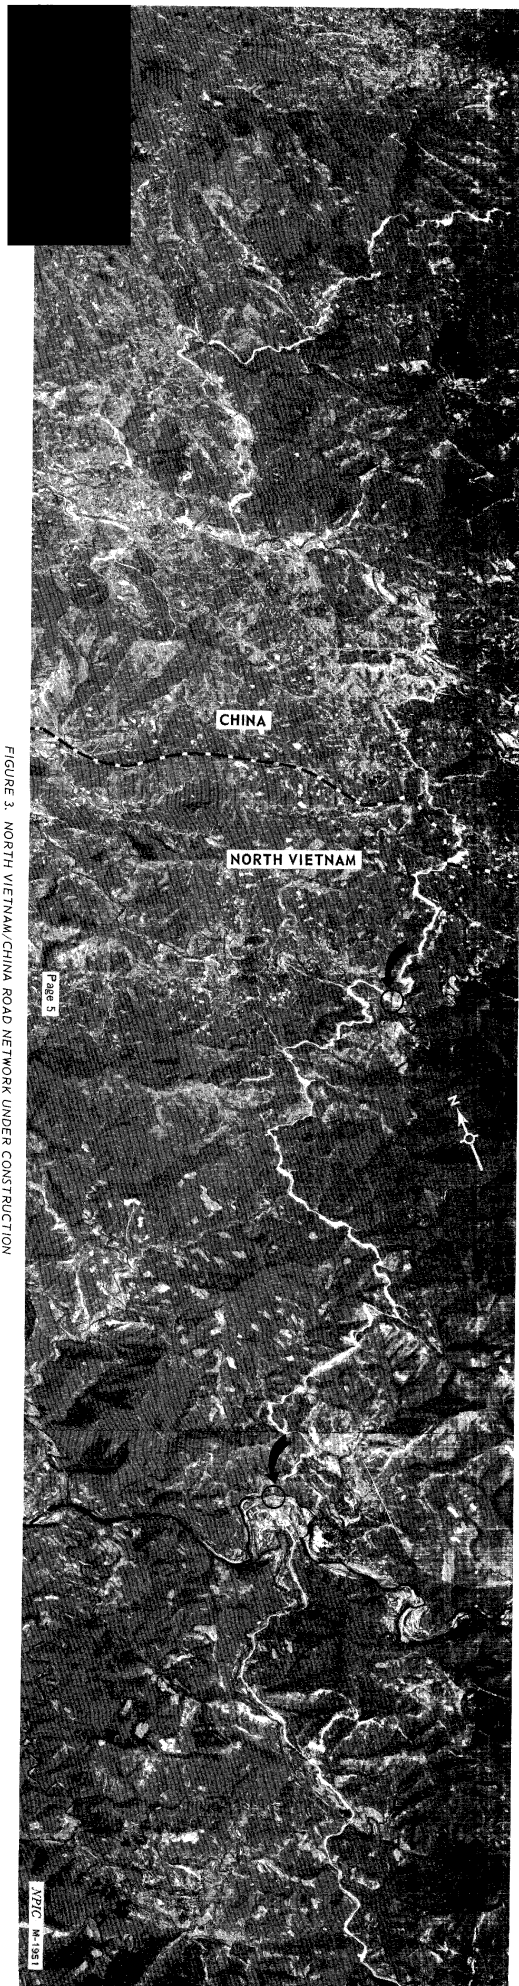 CHINA
NORTH VIETNAM
N
Page 5
FIGURE 3. NORTH VIETNAM/CHINA ROAD NETWORK UNDER CONSTRUCTION
NPIC M-1951